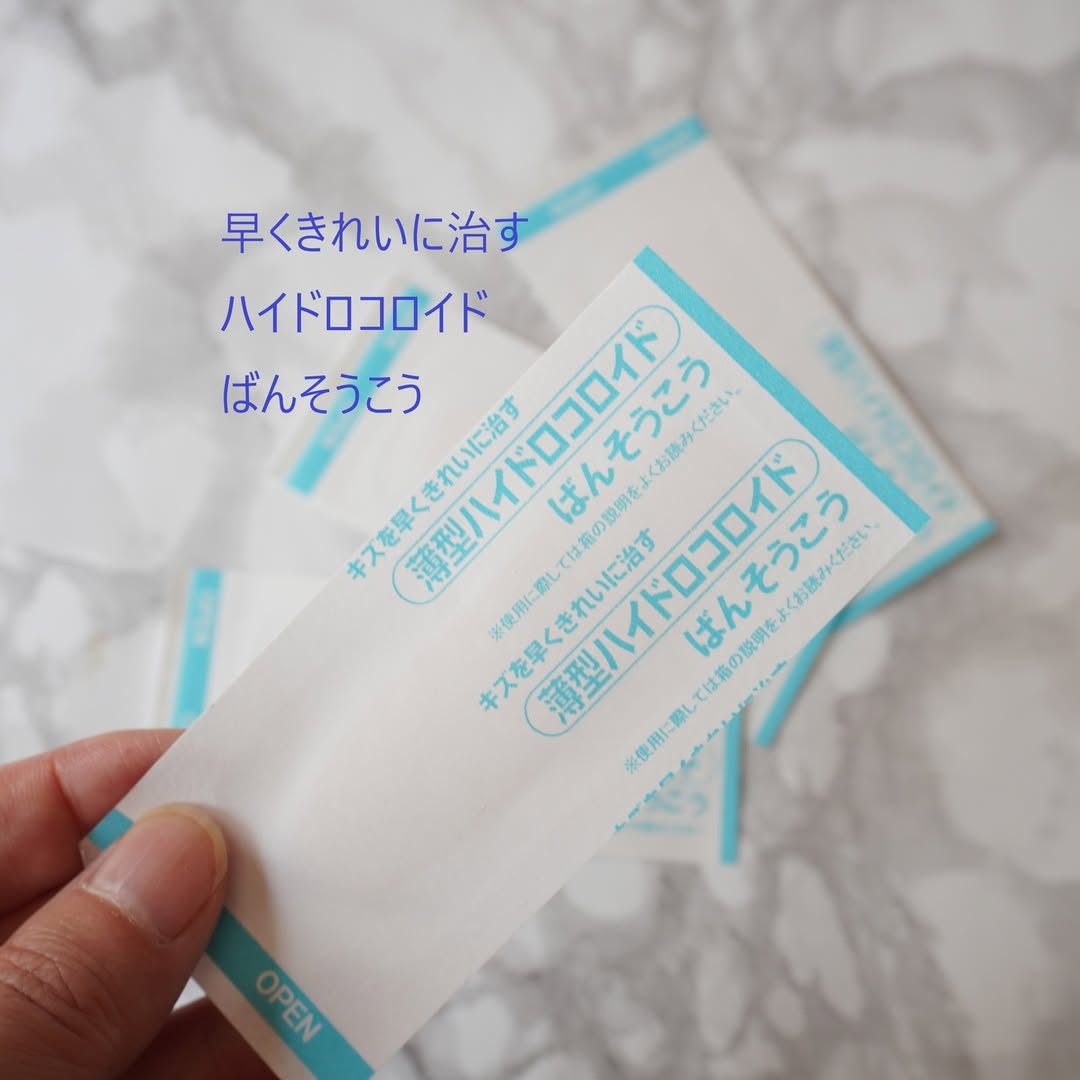 早くきれいに治す
ハイドロコロイド
ばんそうこう
キズを早くきれいに治す
薄型ハイドロコロイド
ばんそうこう
※使用に際しては箱の説明をよくお読みください。
キズを早くきれいに治す
薄型ハイドロコロイド
ばんそうこう
※使用に際しては箱の説明をよくお読みください。
OPEN